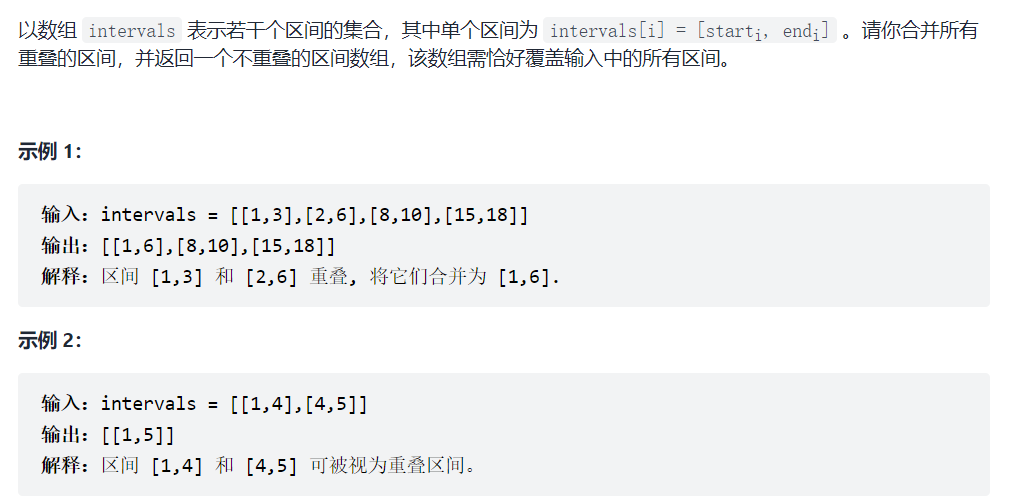 以数组 intervals 表示若干个区间的集合，其中单个区间为 intervals[i] = [starti, endi] 。请你合并所有
重叠的区间，并返回一个不重叠的区间数组，该数组需恰好覆盖输入中的所有区间。
示例 1：
输入：intervals = [[1,3],[2,6],[8,10],[15,18]]
输出：[[1,6],[8,10],[15,18]]
解释：区间 [1,3] 和 [2,6] 重叠, 将它们合并为 [1,6].
示例 2：
输入：intervals = [[1,4],[4,5]]
输出：[[1,5]]
解释：区间 [1,4] 和 [4,5] 可被视为重叠区间。